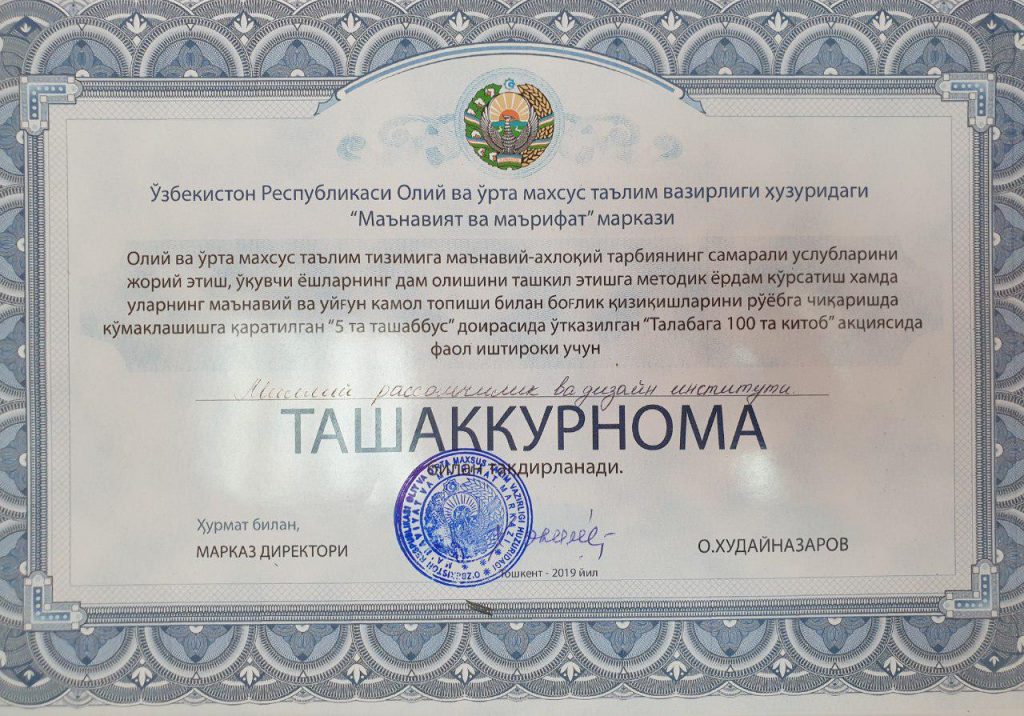 Ўзбекистон Республикаси Олий ва ўрта махсус таълим вазирлиги ҳузуридаги
“Маънавият ва маърифат” маркази
Олий ва ўрта махсус таълим тизимига маънавий-ахлоқий тарбиянинг самарали услубларини
жорий этиш, ўқувчи ёшларнинг дам олишини ташкил этишга методик ёрдам кўрсатиш хамда
уларнинг маънавий ва уйғун камол топиши билан боғлик қизиқишларини рўёбга чиқаришда
кўмаклашишга қаратилган “5 та ташаббус” доирасида ўтказилган “Талабага 100 та китоб” акциясида
фаол иштироки учун
Миллий рассомчилик ва дизайн институти.
ТАШАККУРНОМА
билан тақдирланади.
Ҳурмат билан,
МАРКАЗ ДИРЕКТОРИ
О.ХУДАЙНАЗАРОВ
Тошкент - 2019 йил